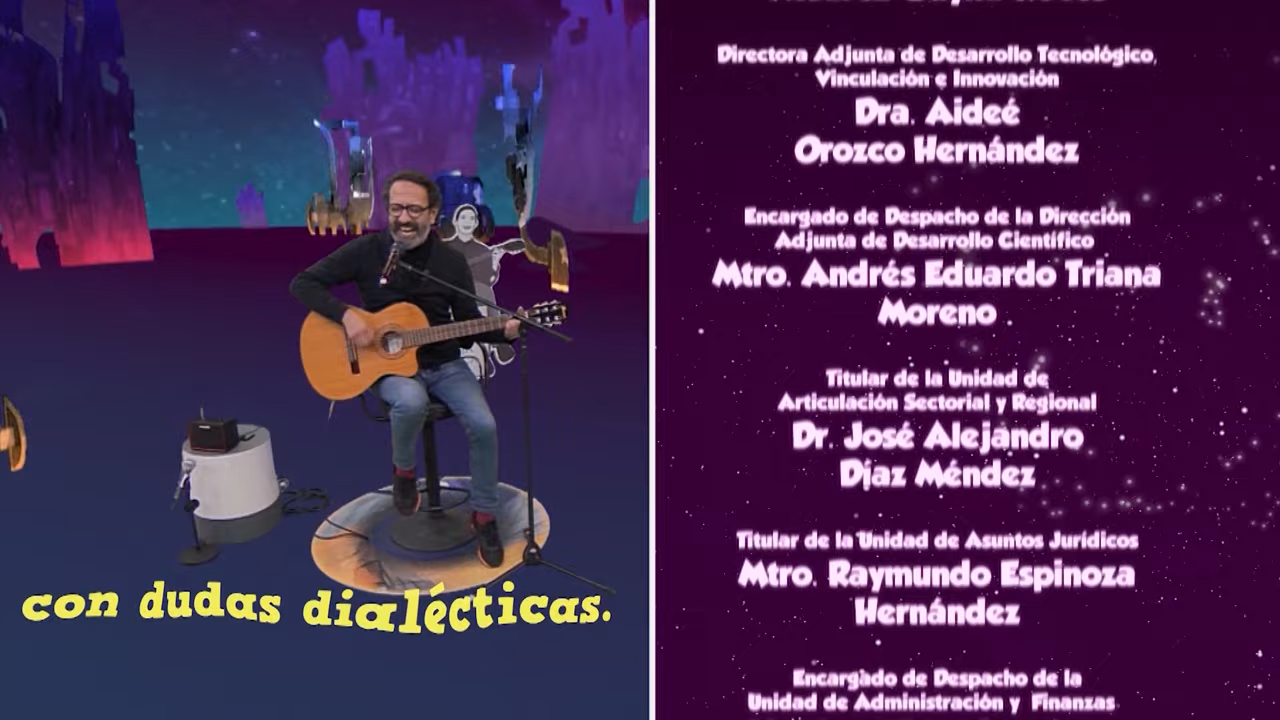 con dudas dialécticas.
Directora Adjunta de Desarrollo Tecnológico,
Vinculación e Innovación
Dra. Aideé
Orozco Hernández
Encargado de Despacho de la Dirección
Adjunta de Desarrollo Científico
Mtro. Andrés Eduardo Triana
Moreno
Titular de la Unidad de
Articulación Sectorial y Regional
Dr. José Alejandro
Díaz Méndez
Titular de la Unidad de Asuntos Jurídicos
Mtro. Raymundo Espinoza
Hernández
Encargado de Despacho de la
Unidad de Administración y Finanzas